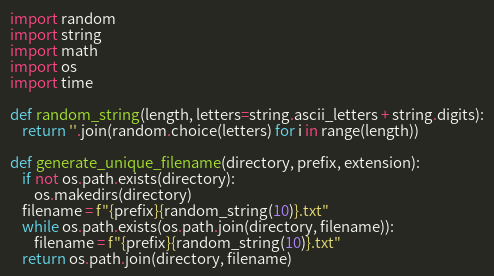 import random
import string
import math
import os
import time

def random_string(length, letters=string.ascii_letters + string.digits):
    return ''.join(random.choice(letters) for i in range(length))

def generate_unique_filename(directory, prefix, extension):
    if not os.path.exists(directory):
        os.makedirs(directory)
    filename = f"{prefix}{random_string(10)}.txt"
    while os.path.exists(os.path.join(directory, filename)):
        filename = f"{prefix}{random_string(10)}.txt"
    return os.path.join(directory, filename)